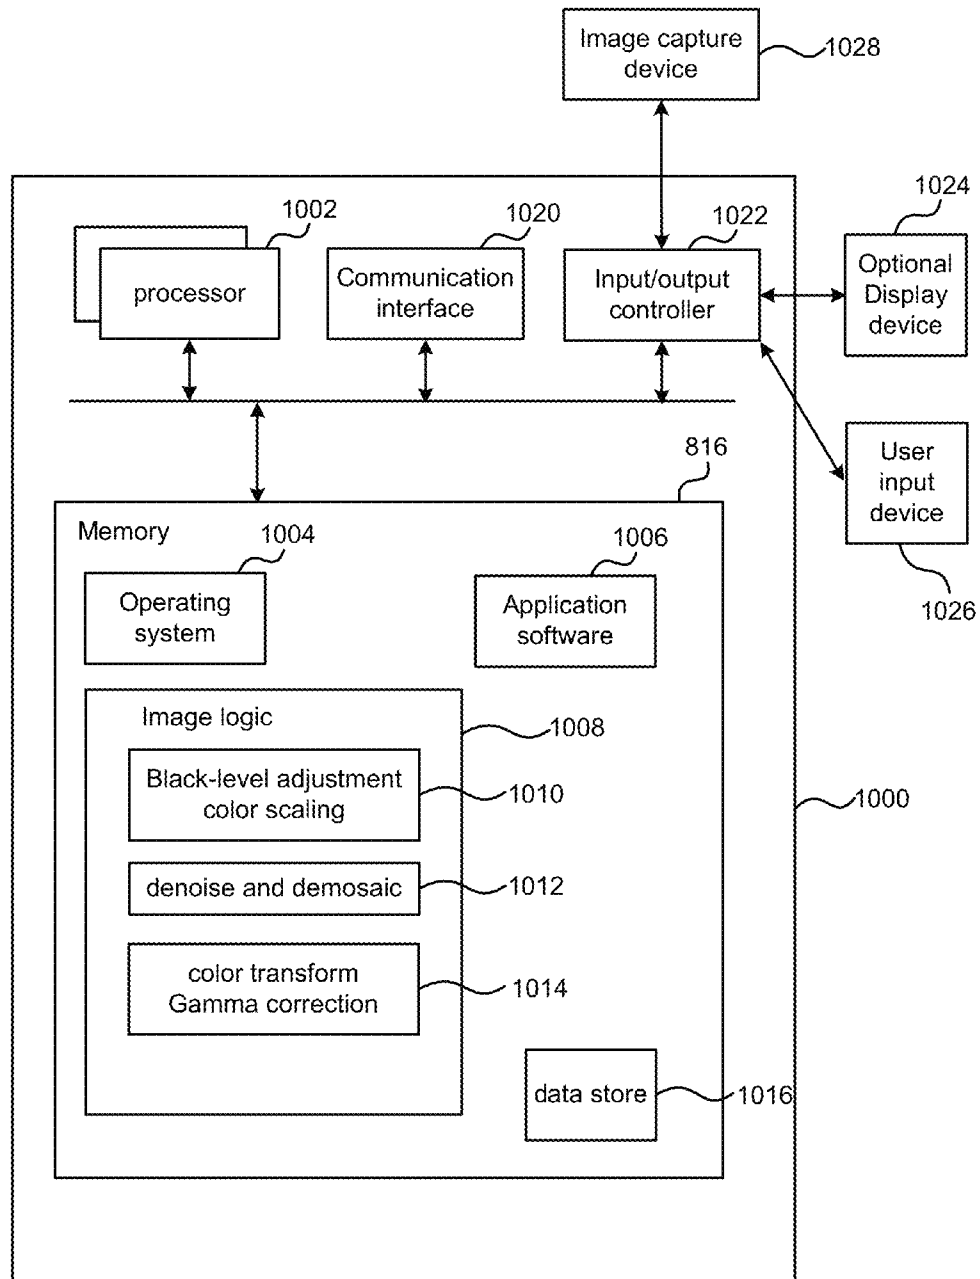 Image capture
device
1028
1002
1020
1022
1024
processor
Communication
interface
Input/output
controller
Optional
Display
device
816
User
input
device
1026
Memory
1004
1006
Operating
system
Application
software
Image logic
1008
Black-level adjustment
color scaling
1010
1000
denoise and demosaic
1012
color transform
Gamma correction
1014
data store
1016